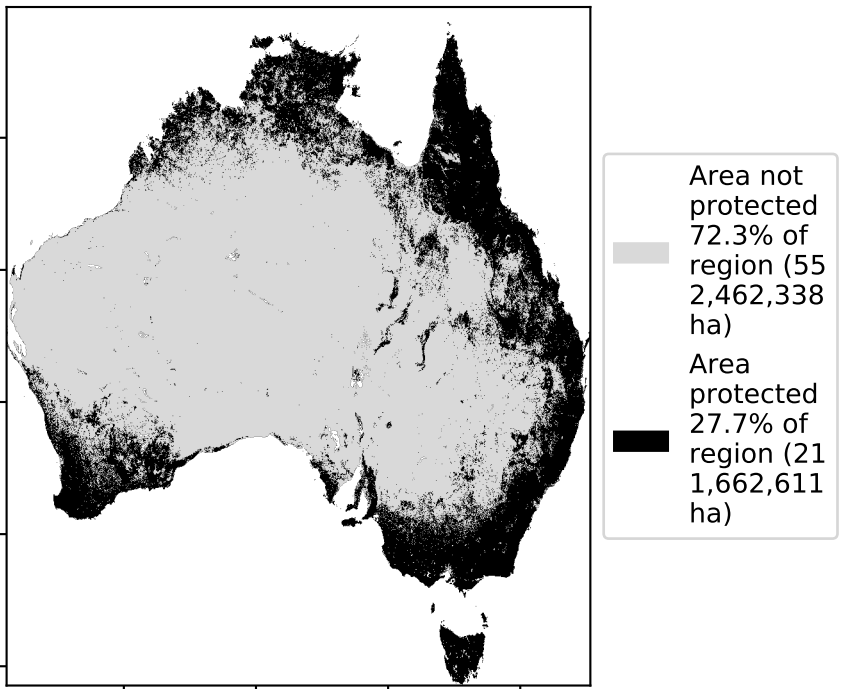 Area not
protected
72.3% of
region (55
2,462,338
ha)
Area
protected
27.7% of
region (21
1,662,611
ha)